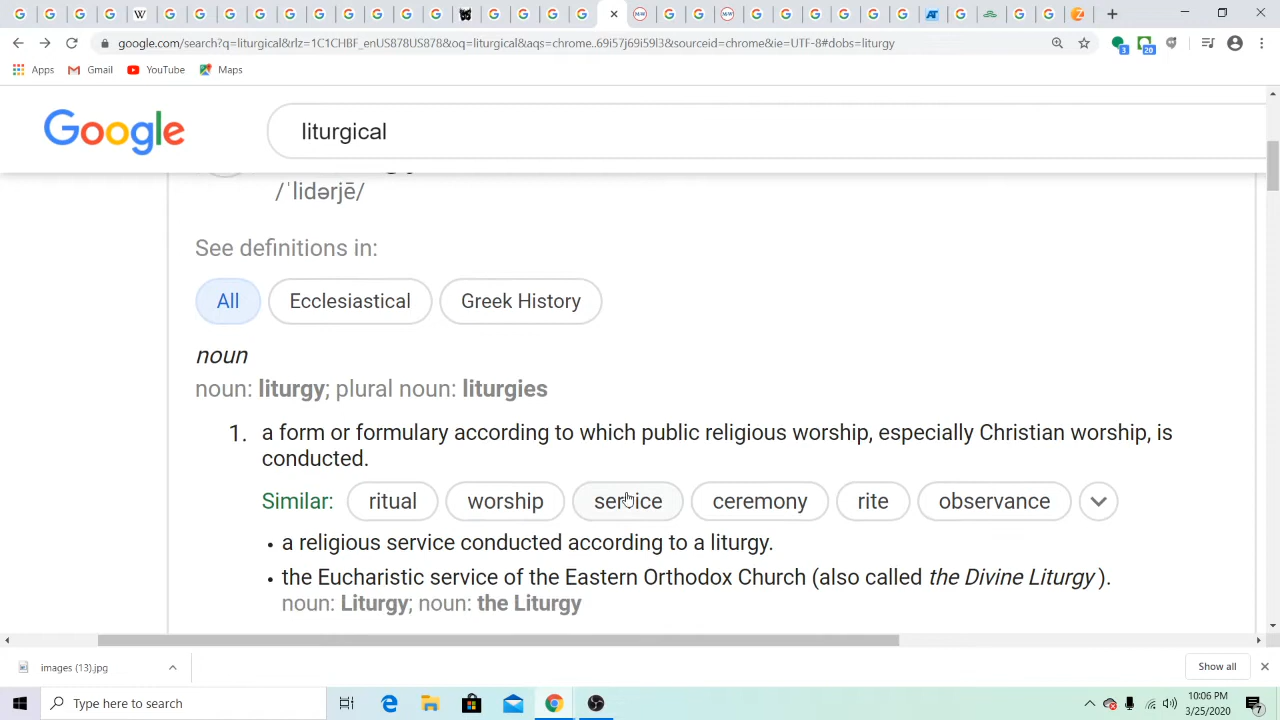 google.com/search?q=liturgical&rlz=1C1CHBF_enUS878US878&oq=liturgical&aqs=chrome..69i57j69i59l3&sourceid=chrome&ie=UTF-8#dobs=liturgy
3
20
Apps Gmail YouTube Maps
Google liturgical
/ˈlidərjē/
See definitions in:
All Ecclesiastical Greek History
noun
noun: liturgy; plural noun: liturgies
1. a form or formulary according to which public religious worship, especially Christian worship, is
conducted.
Similar: ritual worship service ceremony rite observance
• a religious service conducted according to a liturgy.
• the Eucharistic service of the Eastern Orthodox Church (also called the Divine Liturgy ).
noun: Liturgy; noun: the Liturgy
images (13).jpg Show all
Type here to search
10:06 PM
3/25/2020
7